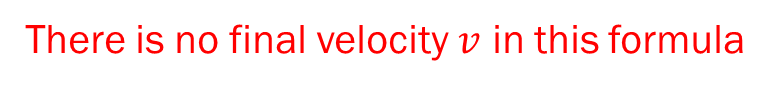 There is no final velocity v in this formula